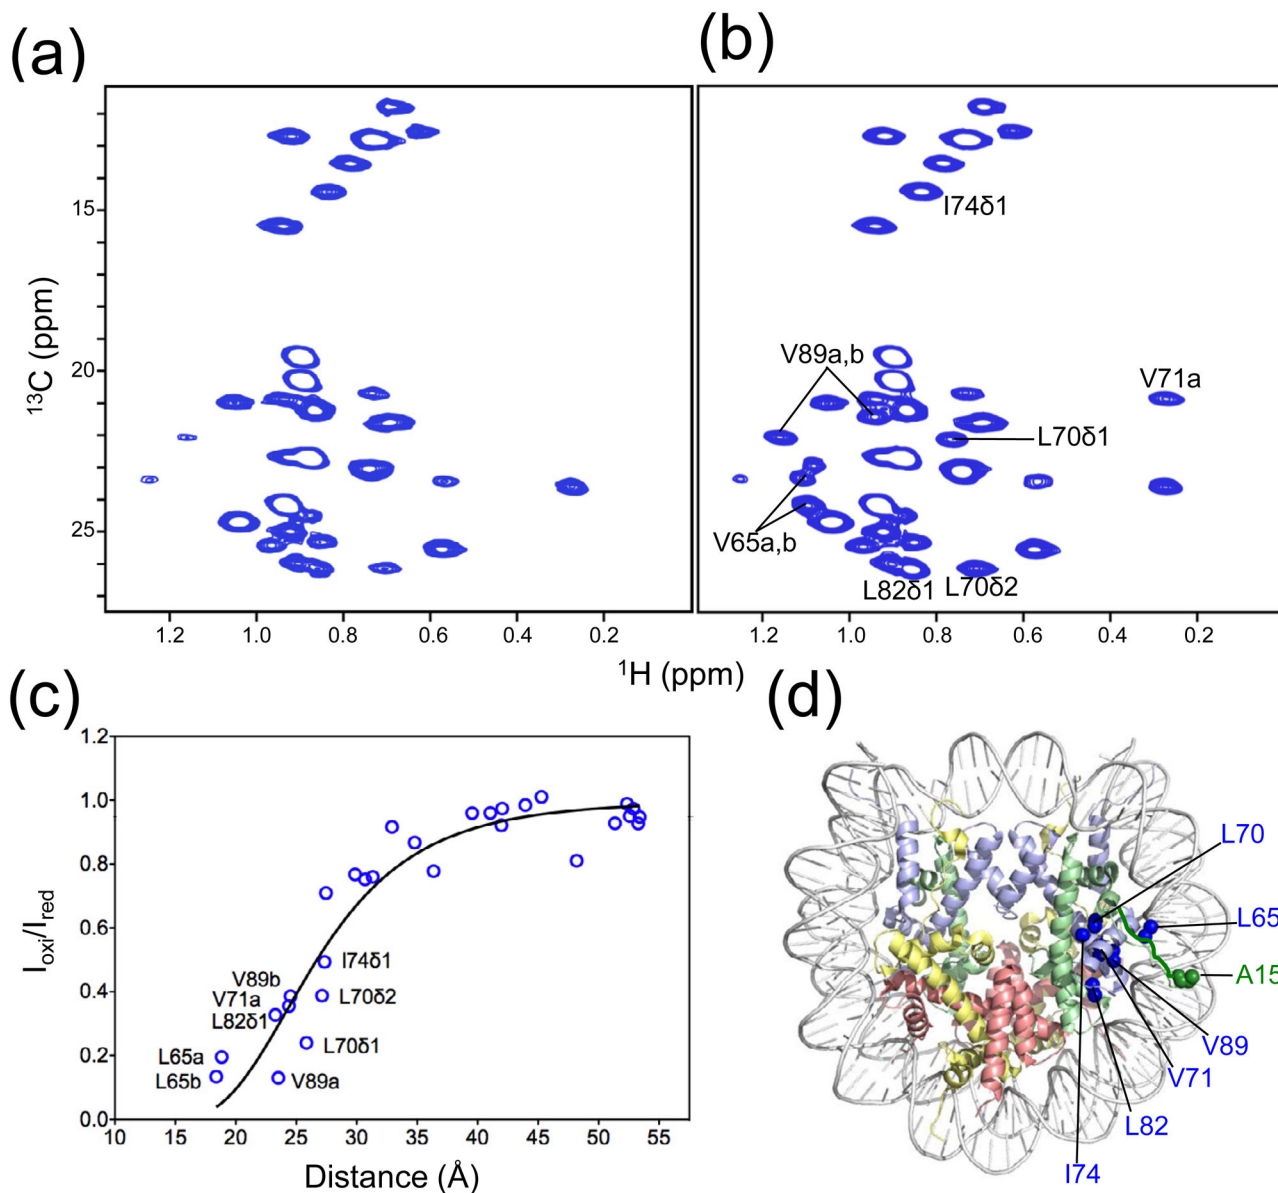 (a)
(b)
15
20
25
¹³C (ppm)
I74δ1
V89a,b
V71a
L70δ1
V65a,b
L82δ1
L70δ2
1.2
1.0
0.8
0.6
0.4
0.2
1.2
1.0
0.8
0.6
0.4
0.2
¹H (ppm)
(c)
(d)
1.2
1.0
0.8
0.6
0.4
0.2
0.0
I_oxi/I_red
I74δ1
V89b
V71a
L82δ1
L70δ2
L65a
L65b
L70δ1
V89a
10
15
20
25
30
35
40
45
50
55
Distance (Å)
L70
L65
A15
V89
V71
L82
I74